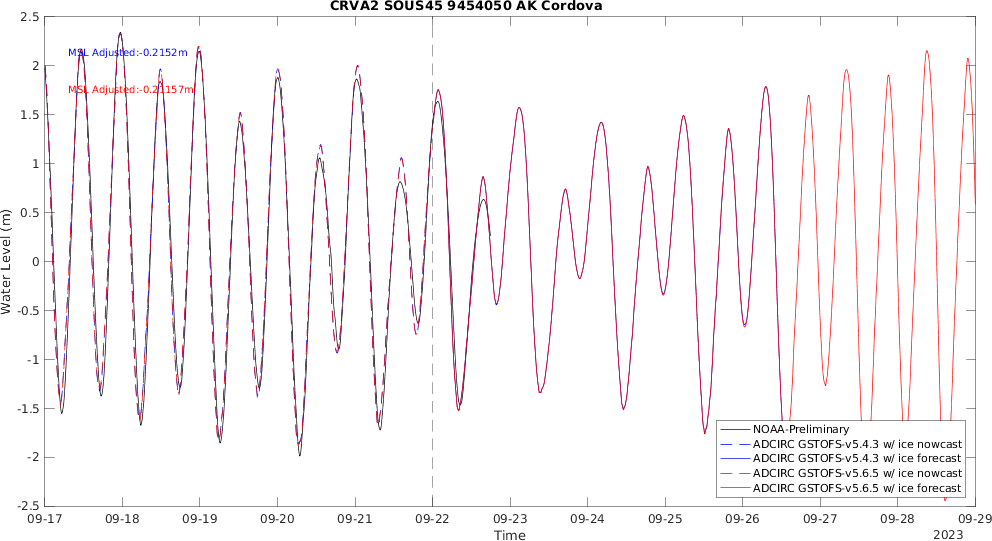 CRVA2 SOUS45 9454050 AK Cordova
MSL Adjusted:-0.2152m
MSL Adjusted:-0.21157m
Water Level (m)
2.5
2
1.5
1
0.5
0
-0.5
-1
-1.5
-2
-2.5
NOAA-Preliminary
ADCIRC GSTOFS-v5.4.3 w/ ice nowcast
ADCIRC GSTOFS-v5.4.3 w/ ice forecast
ADCIRC GSTOFS-v5.6.5 w/ ice nowcast
ADCIRC GSTOFS-v5.6.5 w/ ice forecast
09-17 09-18 09-19 09-20 09-21 09-22 09-23 09-24 09-25 09-26 09-27 09-28 09-29
Time
2023